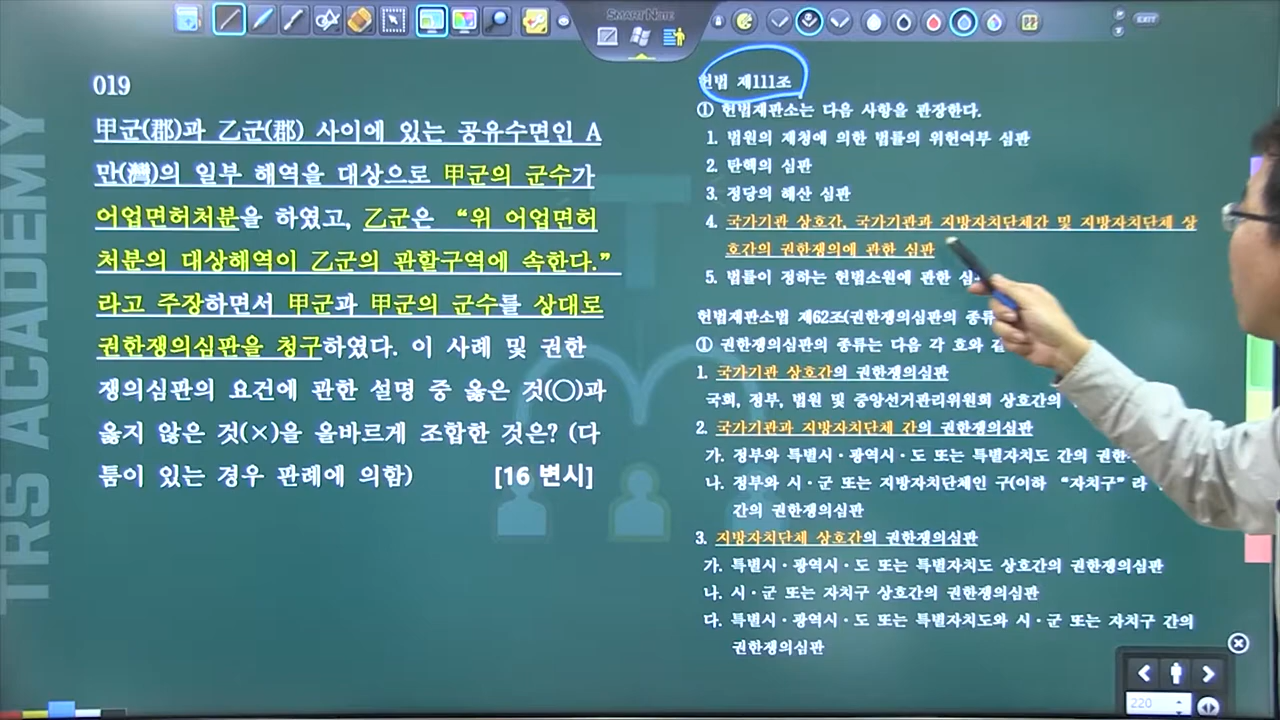 SMARTNOTE
EXIT
TRS ACADEMY
019
甲군(郡)과 乙군(郡) 사이에 있는 공유수면인 A
만(灣)의 일부 해역을 대상으로 甲군의 군수가
어업면허처분을 하였고, 乙군은 “위 어업면허
처분의 대상해역이 乙군의 관할구역에 속한다.”
라고 주장하면서 甲군과 甲군의 군수를 상대로
권한쟁의심판을 청구하였다. 이 사례 및 권한
쟁의심판의 요건에 관한 설명 중 옳은 것(○)과
옳지 않은 것(×)을 올바르게 조합한 것은? (다
툼이 있는 경우 판례에 의함) [16 변시]
헌법 제111조
① 헌법재판소는 다음 사항을 관장한다.
1. 법원의 제청에 의한 법률의 위헌여부 심판
2. 탄핵의 심판
3. 정당의 해산 심판
4. 국가기관 상호간, 국가기관과 지방자치단체간 및 지방자치단체 상
호간의 권한쟁의에 관한 심판
5. 법률이 정하는 헌법소원에 관한
헌법재판소법 제62조(권한쟁의심판의 종류
① 권한쟁의심판의 종류는 다음 각 호와
1. 국가기관 상호간의 권한쟁의심판
국회, 정부, 법원 및 중앙선거관리위원회 상호간의
2. 국가기관과 지방자치단체 간의 권한쟁의심판
가. 정부와 특별시·광역시·도 또는 특별자치도 간의
나. 정부와 시·군 또는 지방자치단체인 구(이하 “자치구”라
간의 권한쟁의심판
3. 지방자치단체 상호간의 권한쟁의심판
가. 특별시·광역시·도 또는 특별자치도 상호간의 권한쟁의심판
나. 시·군 또는 자치구 상호간의 권한쟁의심판
다. 특별시·광역시·도 또는 특별자치도와 시·군 또는 자치구 간의
권한쟁의심판
220